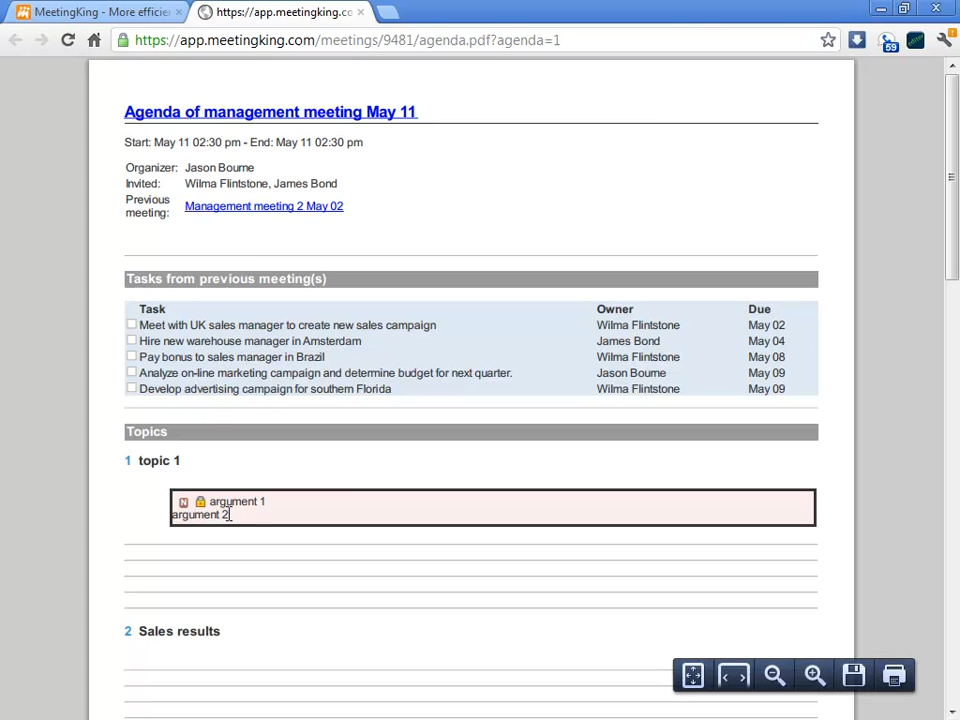 MeetingKing - More efficie
https://app.meetingking.co
https://app.meetingking.com/meetings/9481/agenda.pdf?agenda=1
59
Agenda of management meeting May 11
Start: May 11 02:30 pm - End: May 11 02:30 pm
Organizer: Jason Bourne
Invited: Wilma Flintstone, James Bond
Previous meeting: Management meeting 2 May 02
Tasks from previous meeting(s)
Task Owner Due
Meet with UK sales manager to create new sales campaign Wilma Flintstone May 02
Hire new warehouse manager in Amsterdam James Bond May 04
Pay bonus to sales manager in Brazil Wilma Flintstone May 08
Analyze on-line marketing campaign and determine budget for next quarter. Jason Bourne May 09
Develop advertising campaign for southern Florida Wilma Flintstone May 09
Topics
1 topic 1
N argument 1
argument 2
2 Sales results